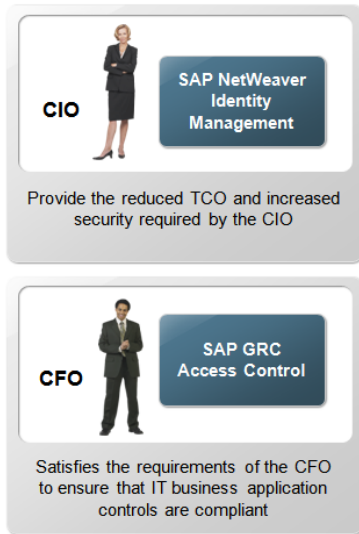 CIO
SAP NetWeaver
Identity
Management
Provide the reduced TCO and increased
security required by the CIO
CFO
SAP GRC
Access Control
Satisfies the requirements of the CFO
to ensure that IT business application
controls are compliant